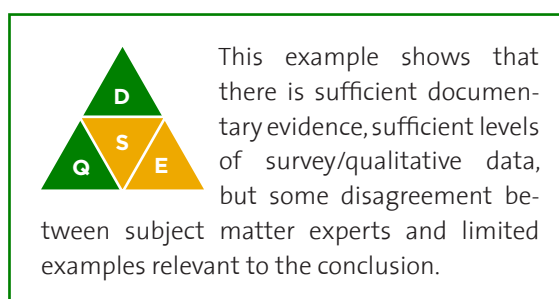 D
S
Q
E
This example shows that
there is sufficient documen-
tary evidence, sufficient levels
of survey/qualitative data,
but some disagreement be-
tween subject matter experts and limited
examples relevant to the conclusion.